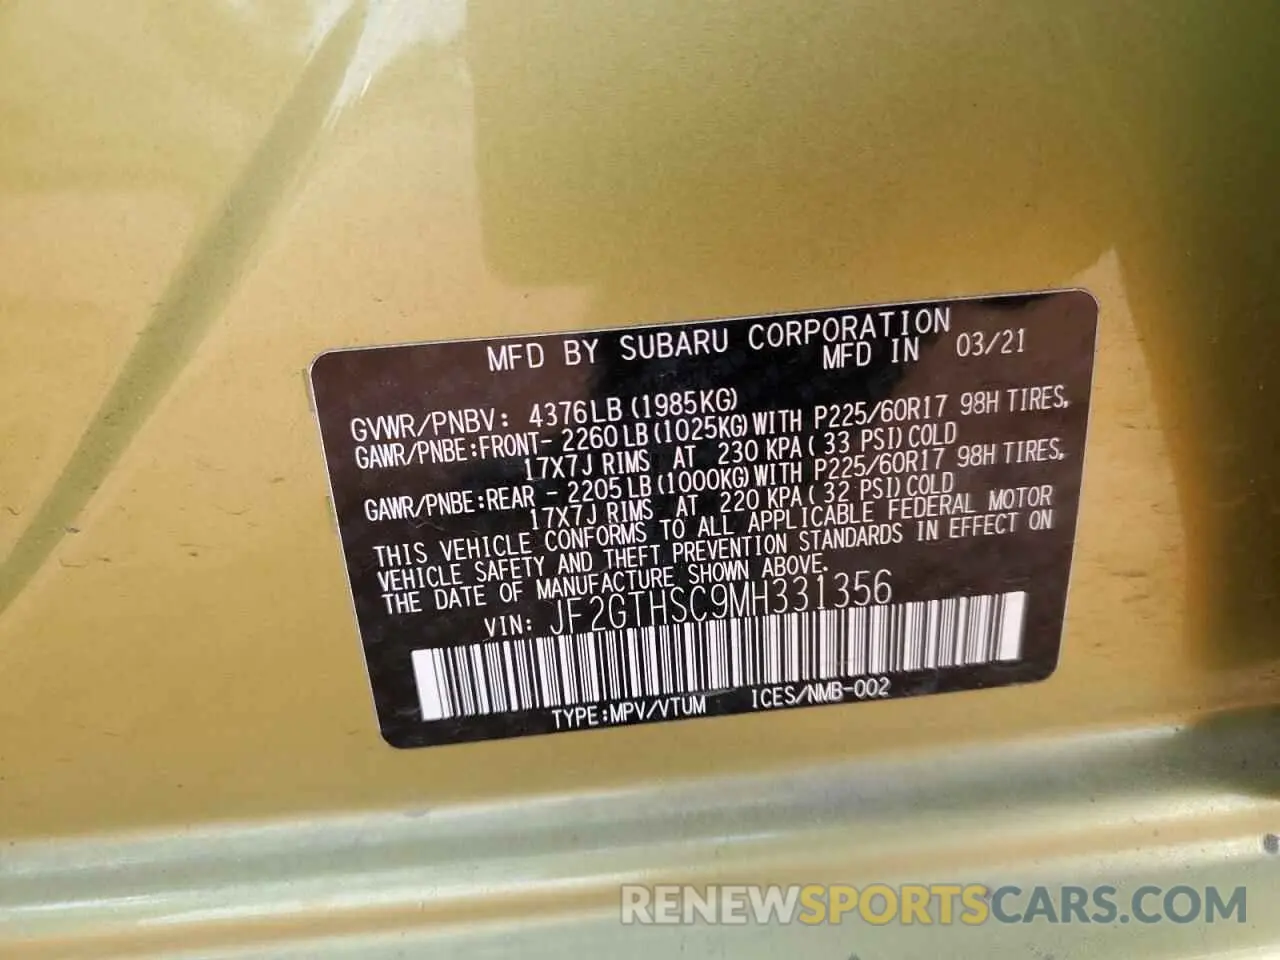 MFD BY SUBARU CORPORATION
MFD IN 03/21
GVWR/PNBV: 4376LB(1985KG)
GAWR/PNBE:FRONT- 2260LB(1025KG)WITH P225/60R17 98H TIRES,
17X7J RIMS AT 230 KPA( 33 PSI)COLD
GAWR/PNBE:REAR - 2205LB(1000KG)WITH P225/60R17 98H TIRES,
17X7J RIMS AT 220 KPA( 32 PSI)COLD
THIS VEHICLE CONFORMS TO ALL APPLICABLE FEDERAL MOTOR
VEHICLE SAFETY AND THEFT PREVENTION STANDARDS IN EFFECT ON
THE DATE OF MANUFACTURE SHOWN ABOVE.
VIN: JF2GTHSC9MH331356
TYPE:MPV/VTUM ICES/NMB-002
RENEWSPORTSCARS.COM